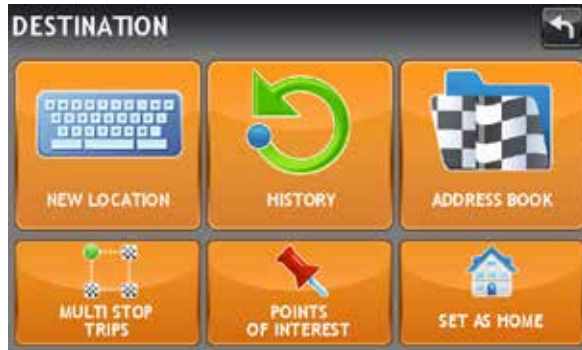 DESTINATION
NEW LOCATION
HISTORY
ADDRESS BOOK
MULTI STOP
TRIPS
POINTS
OF INTEREST
SET AS HOME